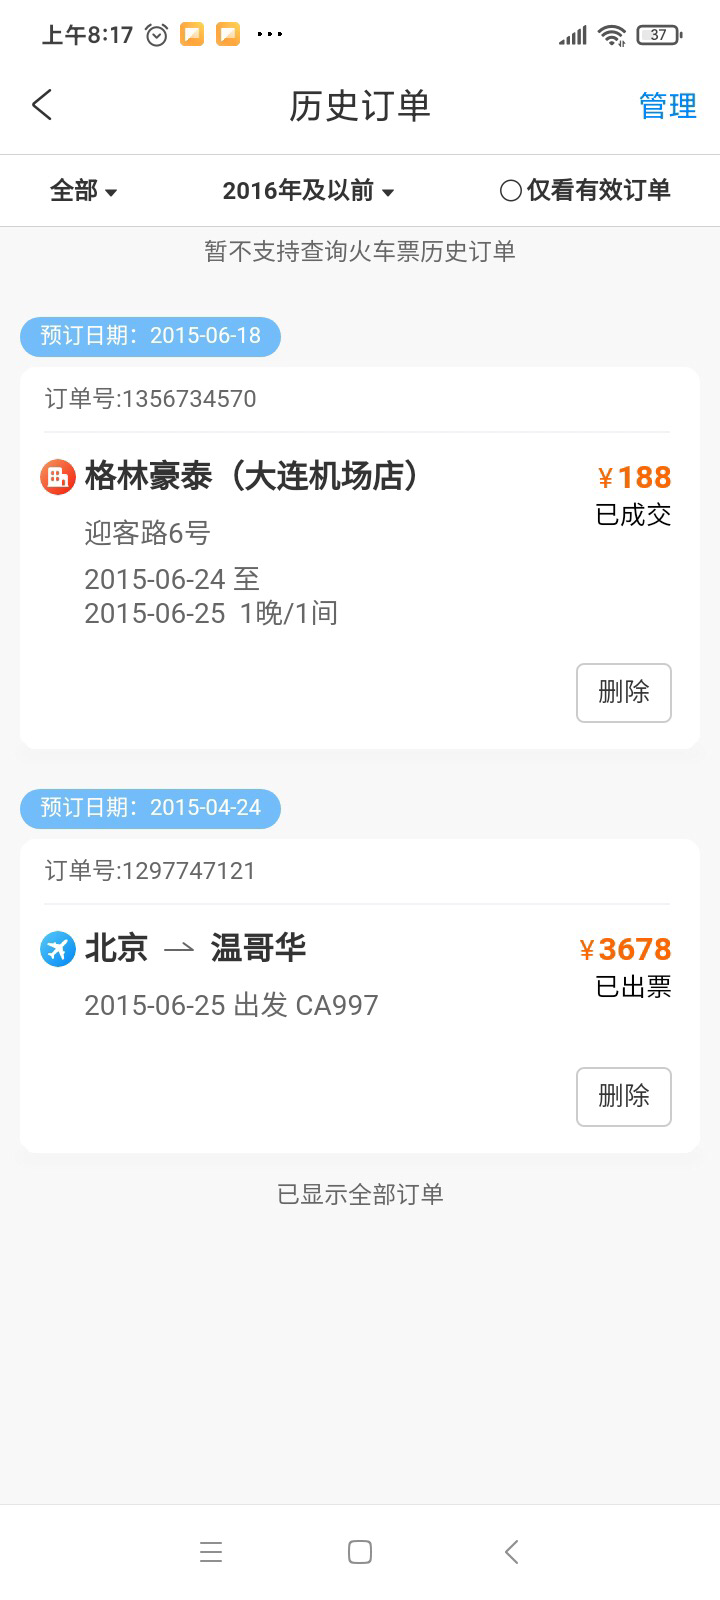 上午8:17
37
历史订单
管理
全部
2016年及以前
仅看有效订单
暂不支持查询火车票历史订单
预订日期：2015-06-18
订单号:1356734570
格林豪泰（大连机场店）
¥188
已成交
迎客路6号
2015-06-24 至
2015-06-25 1晚/1间
删除
预订日期：2015-04-24
订单号:1297747121
北京 → 温哥华
¥3678
已出票
2015-06-25 出发 CA997
删除
已显示全部订单